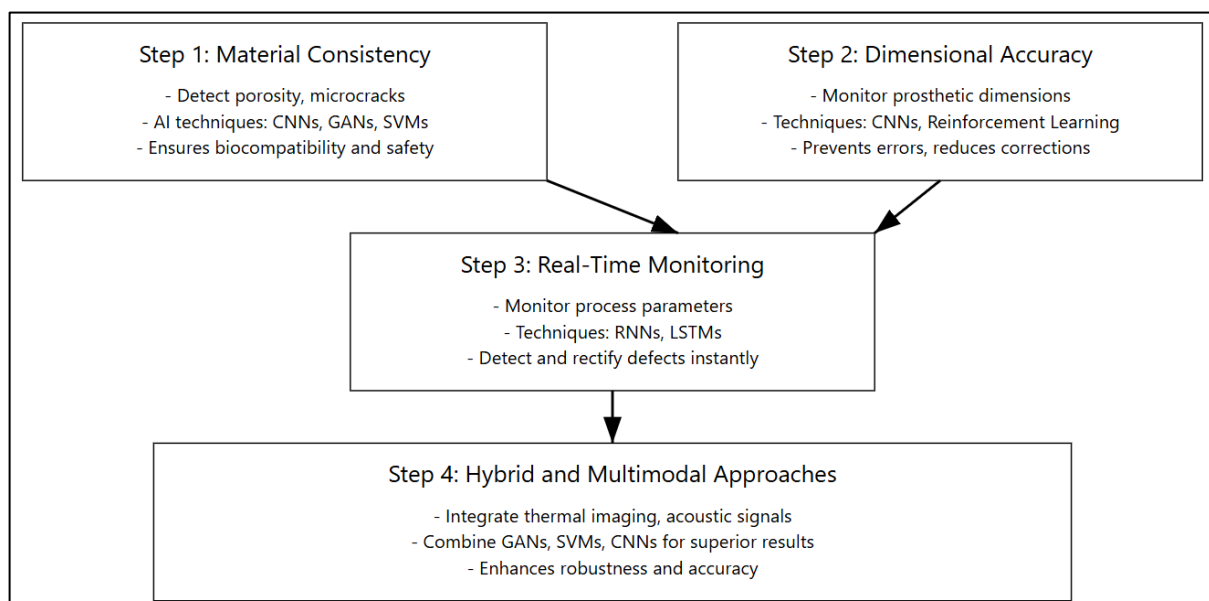 Step 1: Material Consistency
- Detect porosity, microcracks
- AI techniques: CNNs, GANs, SVMs
- Ensures biocompatibility and safety
Step 2: Dimensional Accuracy
- Monitor prosthetic dimensions
- Techniques: CNNs, Reinforcement Learning
- Prevents errors, reduces corrections
Step 3: Real-Time Monitoring
- Monitor process parameters
- Techniques: RNNs, LSTMs
- Detect and rectify defects instantly
Step 4: Hybrid and Multimodal Approaches
- Integrate thermal imaging, acoustic signals
- Combine GANs, SVMs, CNNs for superior results
- Enhances robustness and accuracy